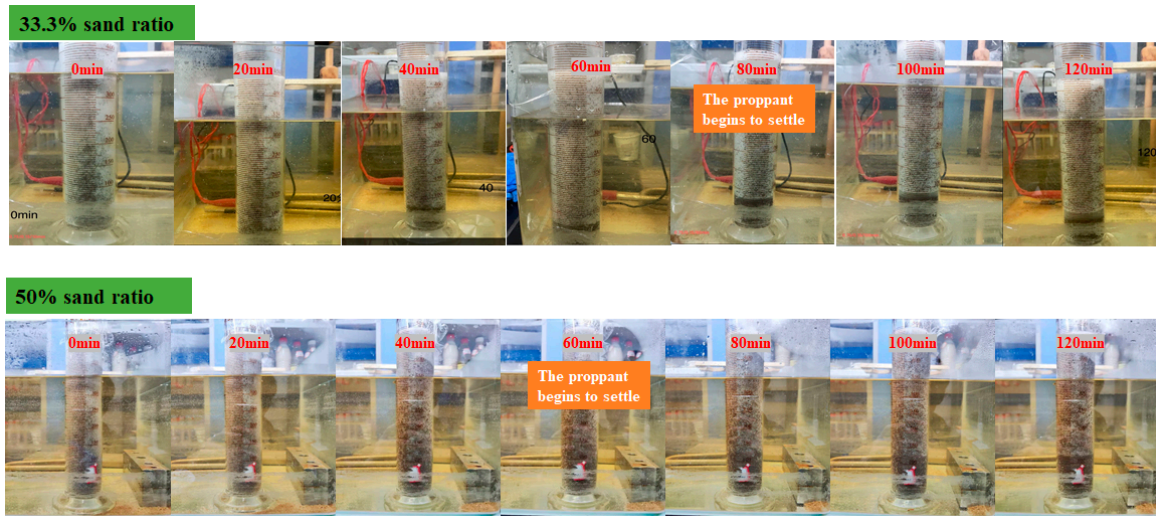 33.3% sand ratio
0min
20min
40min
60min
80min
100min
120min
The proppant
begins to settle
0min
20
40
60
120
50% sand ratio
0min
20min
40min
60min
80min
100min
120min
The proppant
begins to settle